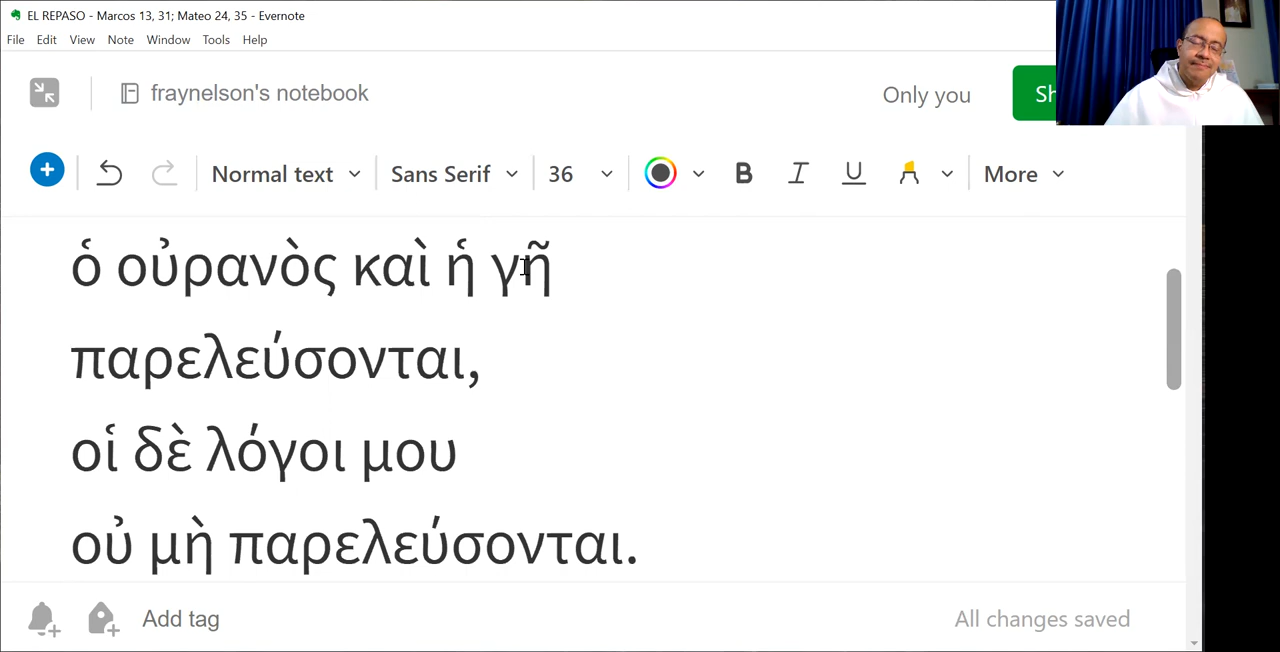 EL REPASO - Marcos 13, 31; Mateo 24, 35 - Evernote
File Edit View Note Window Tools Help
fraynelson's notebook
Only you
Sh
Normal text Sans Serif 36 B I U More
ὁ οὐρανὸς καὶ ἡ γῆ
παρελεύσονται,
οἱ δὲ λόγοι μου
οὐ μὴ παρελεύσονται.
Add tag
All changes saved